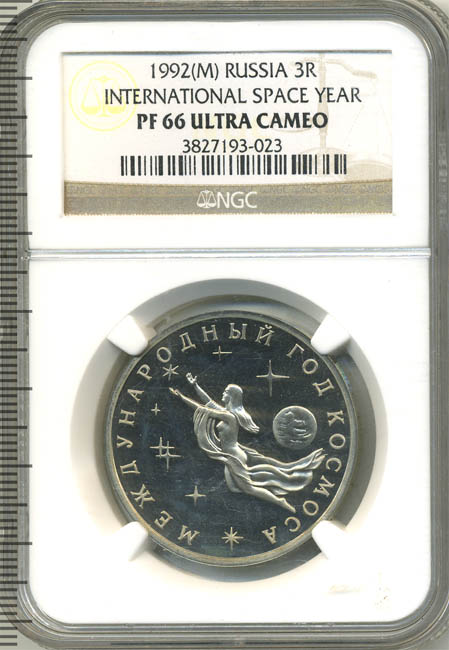 1992(M) RUSSIA 3R
INTERNATIONAL SPACE YEAR
PF 66 ULTRA CAMEO
3827193-023
NGC
МЕЖДУНАРОДНЫЙ ГОД КОСМОСА